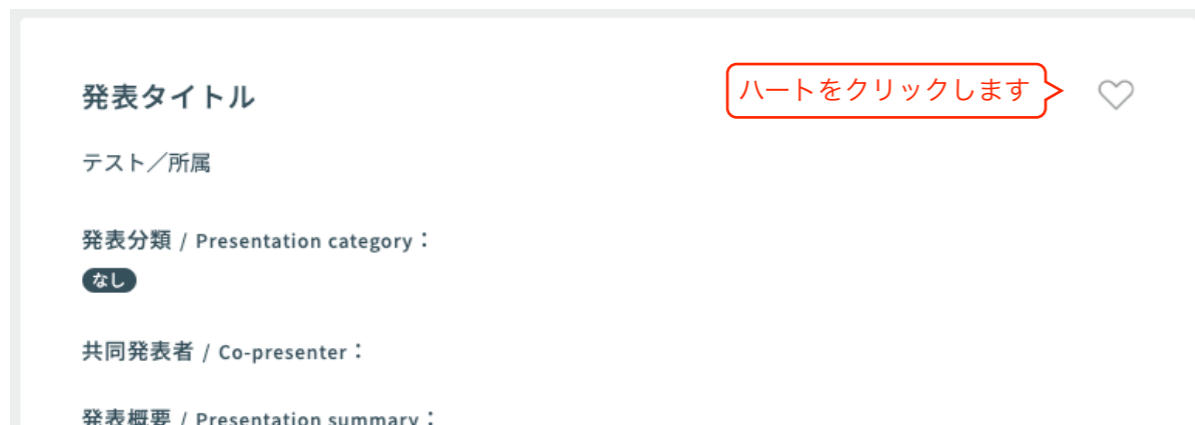 発表タイトル
ハートをクリックします
テスト／所属
発表分類 / Presentation category：
なし
共同発表者 / Co-presenter：
発表概要 / Presentation summary：